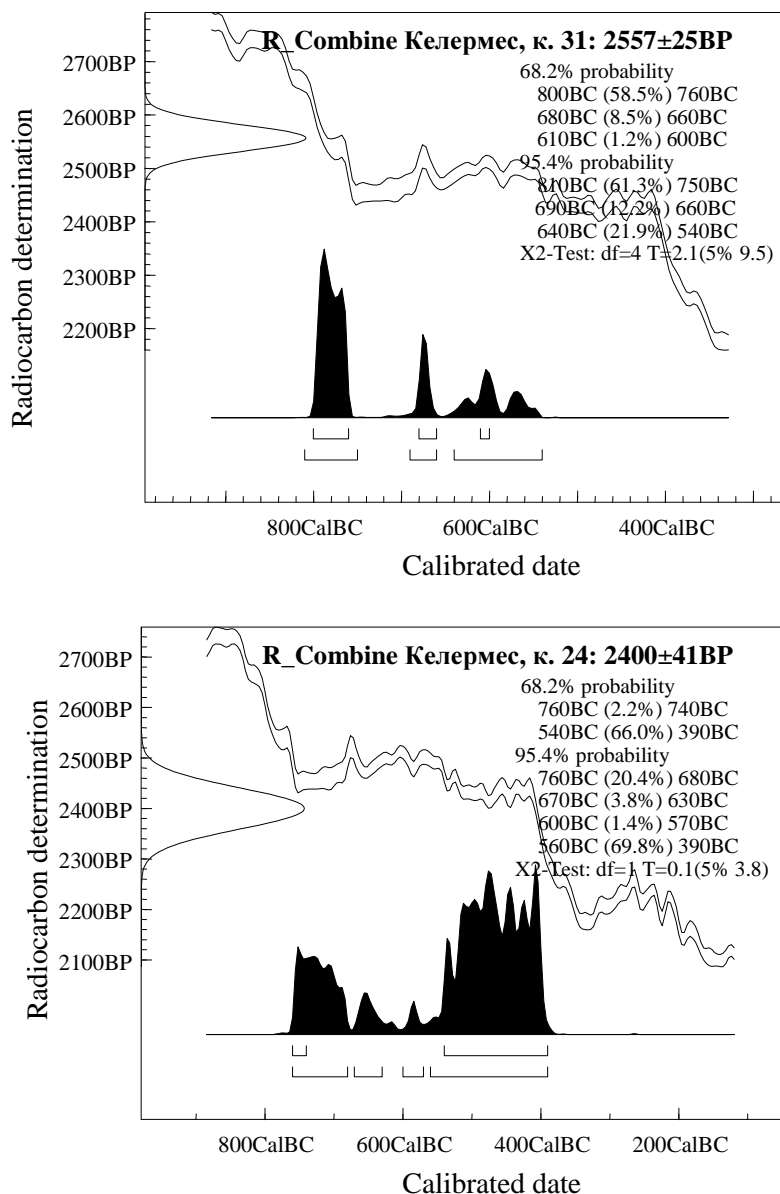 R_Combine Келермес, к. 31: 2557±25BP
68.2% probability
800BC (58.5%) 760BC
680BC (8.5%) 660BC
610BC (1.2%) 600BC
95.4% probability
810BC (61.3%) 750BC
690BC (12.2%) 660BC
640BC (21.9%) 540BC
X2-Test: df=4 T=2.1(5% 9.5)
Radiocarbon determination
2700BP
2600BP
2500BP
2400BP
2300BP
2200BP
800CalBC
600CalBC
400CalBC
Calibrated date
R_Combine Келермес, к. 24: 2400±41BP
68.2% probability
760BC (2.2%) 740BC
540BC (66.0%) 390BC
95.4% probability
760BC (20.4%) 680BC
670BC (3.8%) 630BC
600BC (1.4%) 570BC
560BC (69.8%) 390BC
X2-Test: df=1 T=0.1(5% 3.8)
Radiocarbon determination
2700BP
2600BP
2500BP
2400BP
2300BP
2200BP
2100BP
800CalBC
600CalBC
400CalBC
200CalBC
Calibrated date